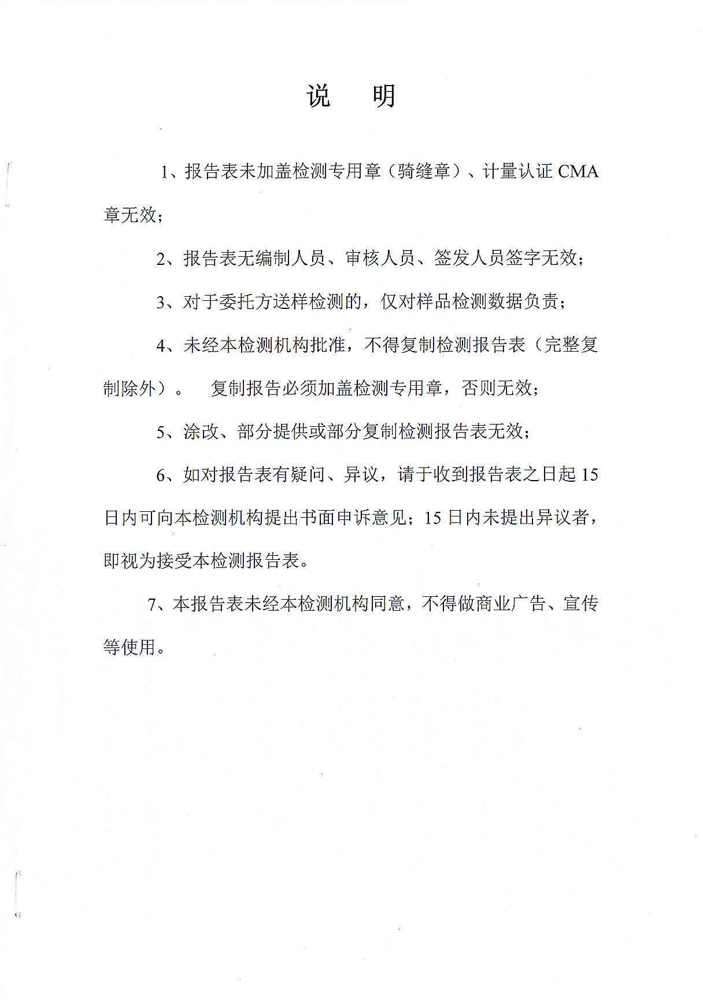 说 明
1、报告表未加盖检测专用章（骑缝章）、计量认证 CMA
章无效；
2、报告表无编制人员、审核人员、签发人员签字无效；
3、对于委托方送样检测的，仅对样品检测数据负责；
4、未经本检测机构批准，不得复制检测报告表（完整复
制除外）。 复制报告必须加盖检测专用章，否则无效；
5、涂改、部分提供或部分复制检测报告表无效；
6、如对报告表有疑问、异议，请于收到报告表之日起 15
日内可向本检测机构提出书面申诉意见；15 日内未提出异议者，
即视为接受本检测报告表。
7、本报告表未经本检测机构同意，不得做商业广告、宣传
等使用。